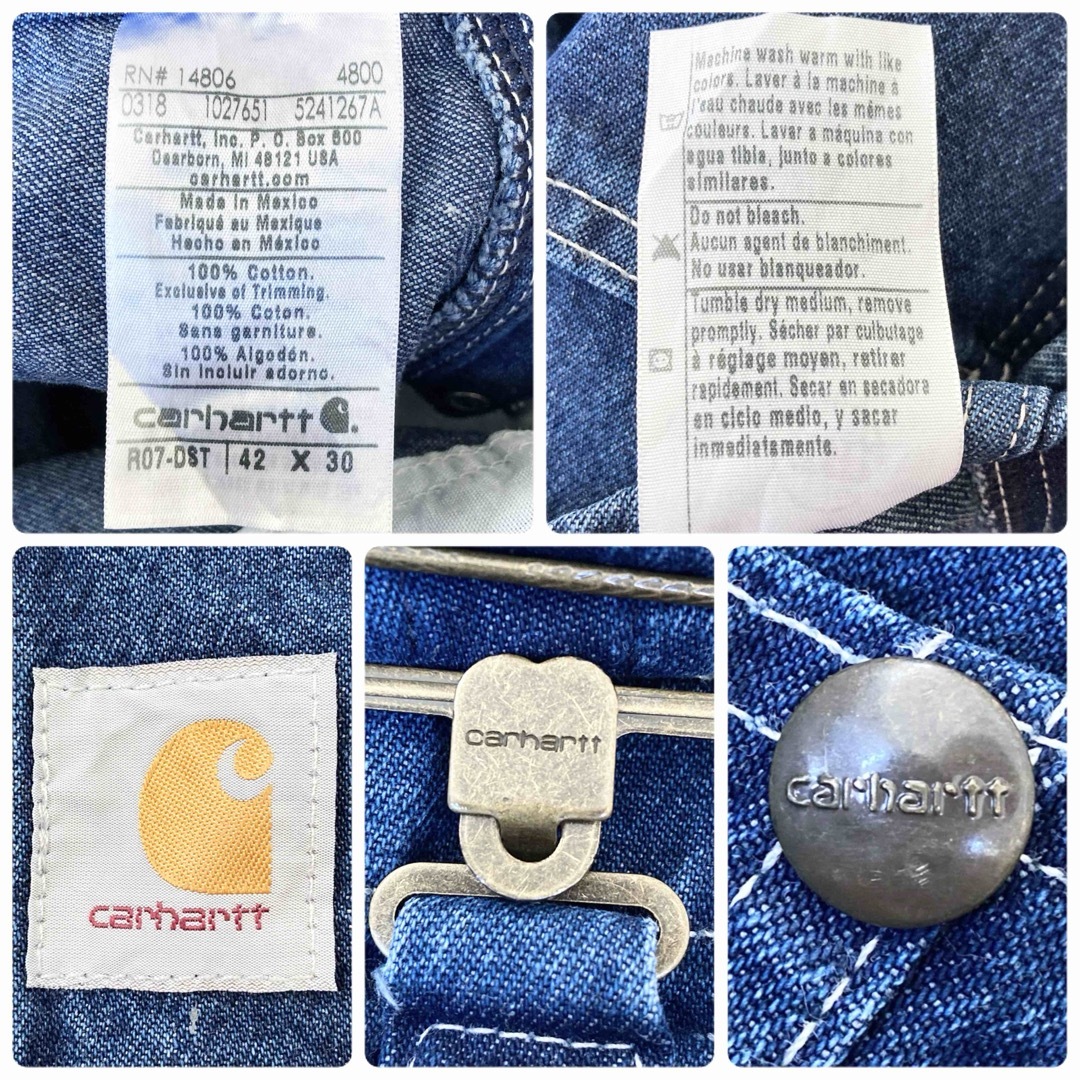 RN# 14806 4800
0318 1027651 5241267A
Carhartt, Inc. P. O. Box 600
Dearborn, MI 48121 USA
carhartt.com
Made in Mexico
Fabriqué au Mexique
Hecho en México
100% Cotton.
Exclusive of Trimming.
100% Coton.
Sans garniture.
100% Algodón.
Sin incluir adorno.
carhartt
R07-DST 42 X 30
Machine wash warm with like
colors. Laver à la machine à
l'eau chaude avec les mêmes
couleurs. Lavar a máquina con
agua tibia, junto a colores
similares.
Do not bleach.
Aucun agent de blanchiment.
No usar blanqueador.
Tumble dry medium, remove
promptly. Sécher par culbutage
à réglage moyen, retirer
rapidement. Secar en secadora
en ciclo medio, y sacar
inmediatamente.
carhartt
carhartt
carhartt